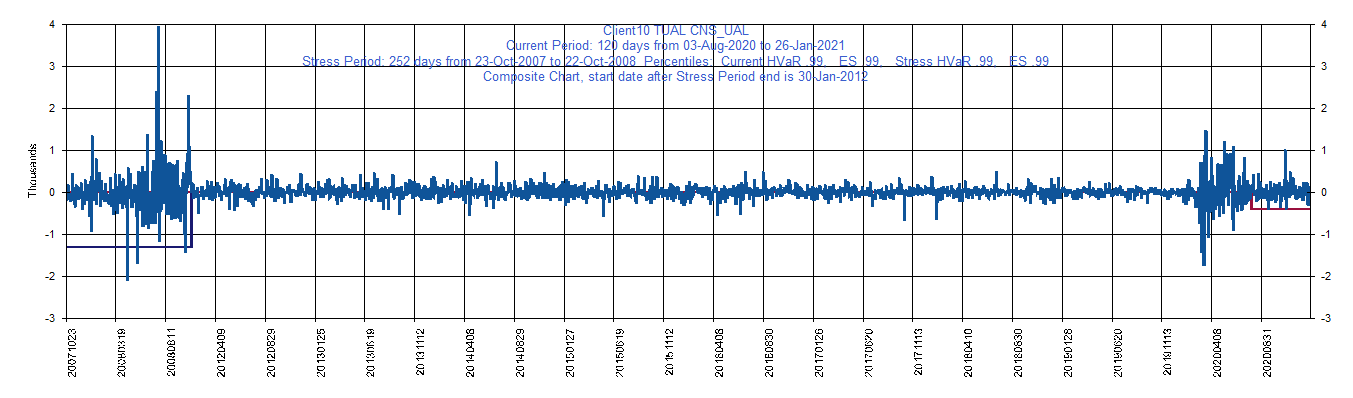 Client10 TUAL CNS_UAL
Current Period: 120 days from 03-Aug-2020 to 26-Jan-2021
Stress Period: 252 days from 23-Oct-2007 to 22-Oct-2008 Percentiles: Current HVaR .99, ES .99, Stress HVaR .99, ES .99
Composite Chart, start date after Stress Period end is 30-Jan-2012
4 4
3 3
2 2
1 1
0 0
-1 -1
-2 -2
-3 -3
Thousands
20071023 20080319 20080811 20120409 20120829 20130125 20130619 20131112 20140408 20140829 20150127 20150619 20151112 20160408 20160830 20170126 20170620 20171113 20180410 20180830 20190128 20190620 20191113 20200408 20200831